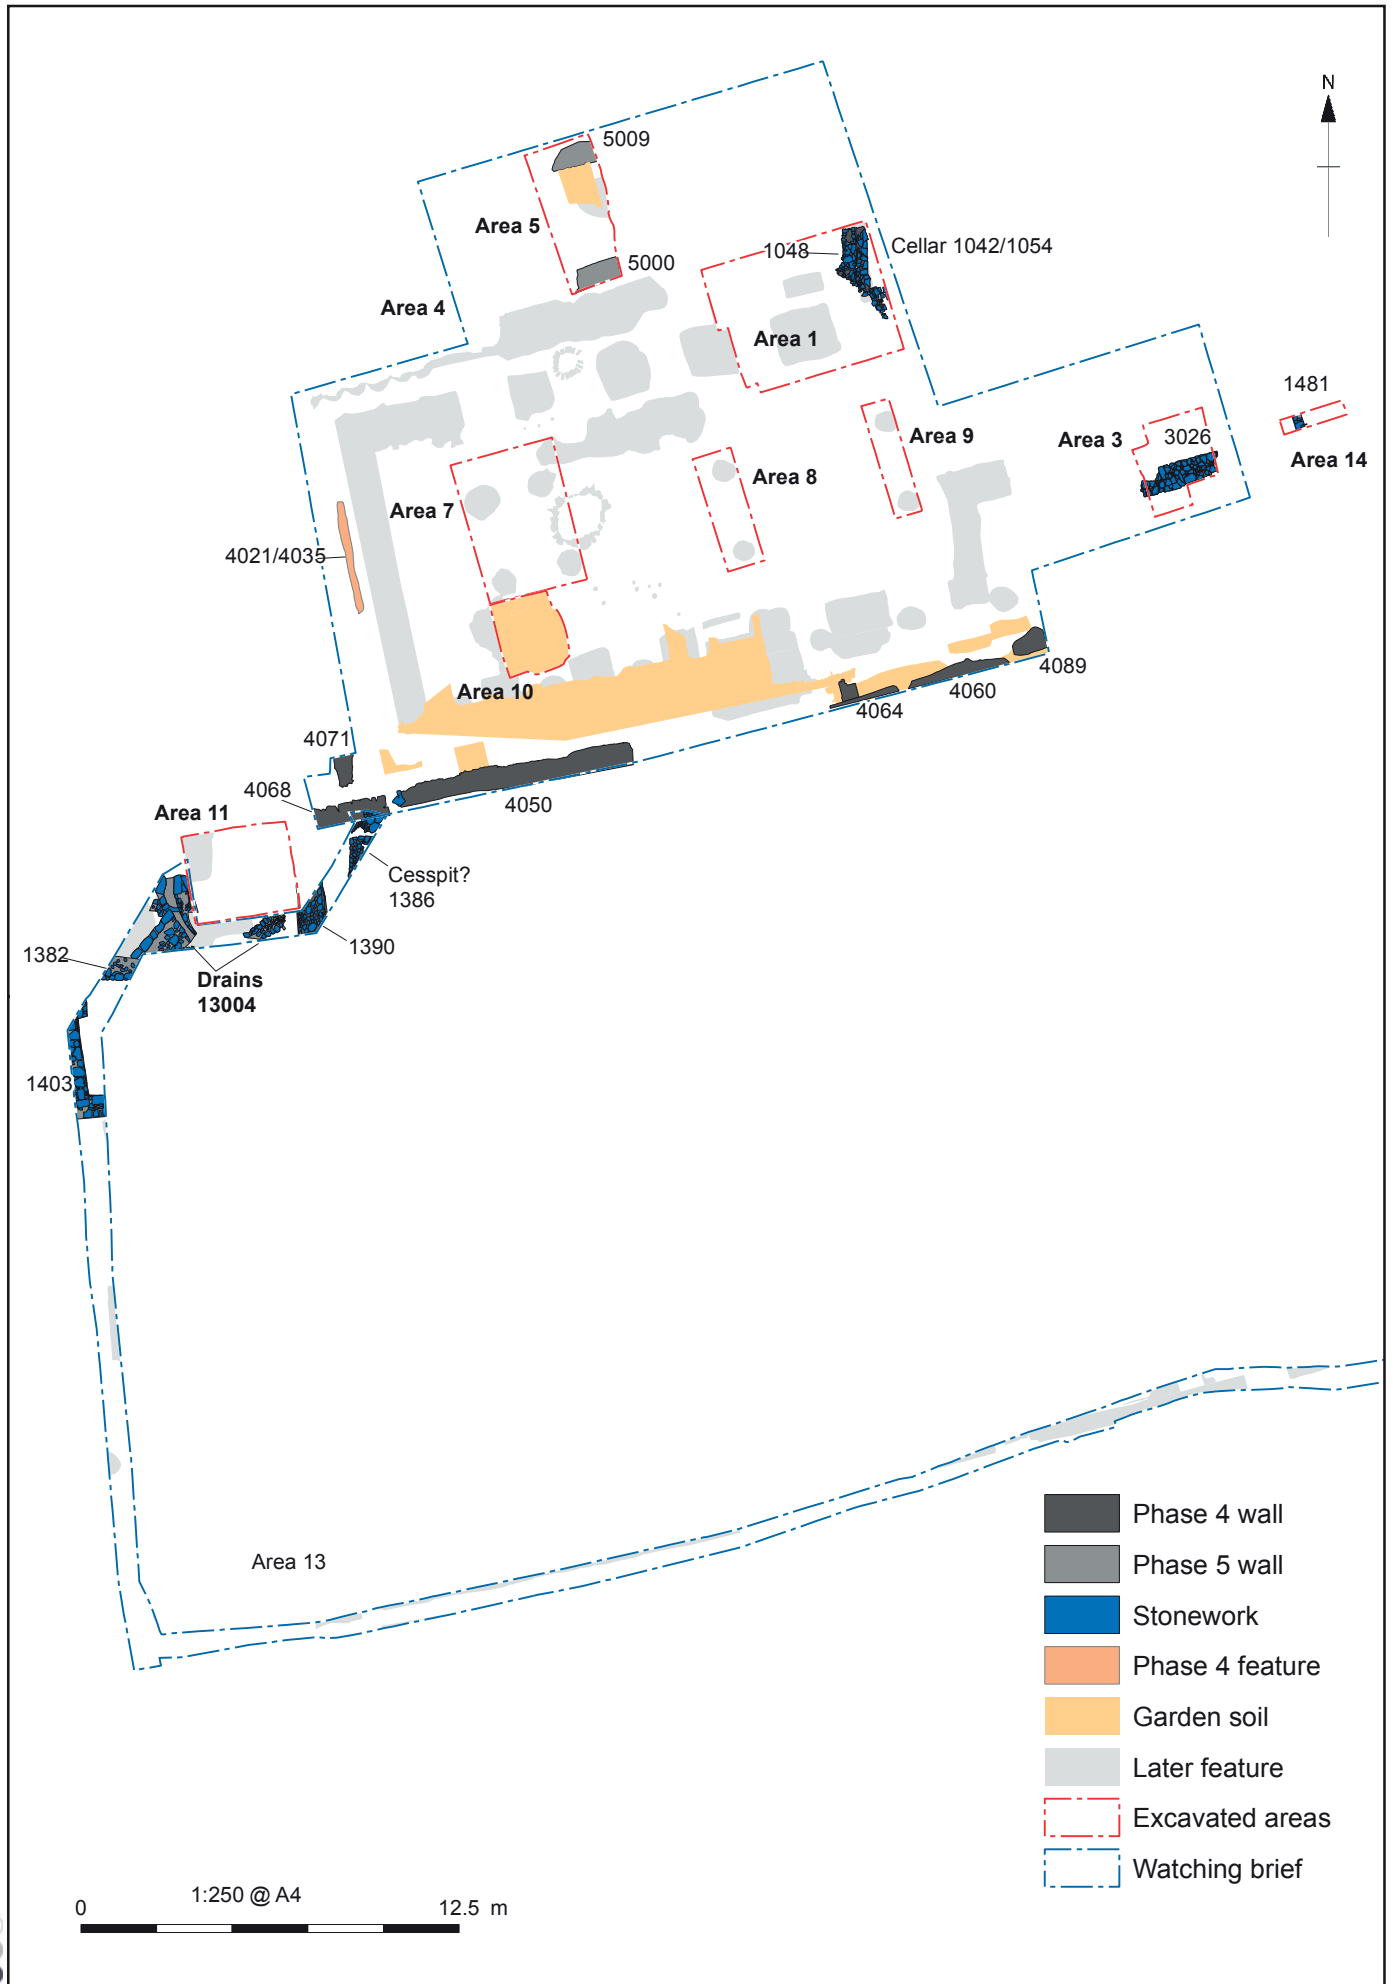 N
5009
Area 5
1048
Cellar 1042/1054
5000
Area 4
Area 1
1481
Area 9
Area 3
3026
Area 14
Area 8
Area 7
4021/4035
4089
Area 10
4060
4064
4071
4068
4050
Area 11
Cesspit?
1386
1390
1382
Drains
13004
1403
Area 13
Phase 4 wall
Phase 5 wall
Stonework
Phase 4 feature
Garden soil
Later feature
Excavated areas
Watching brief
1:250 @ A4
0
12.5 m